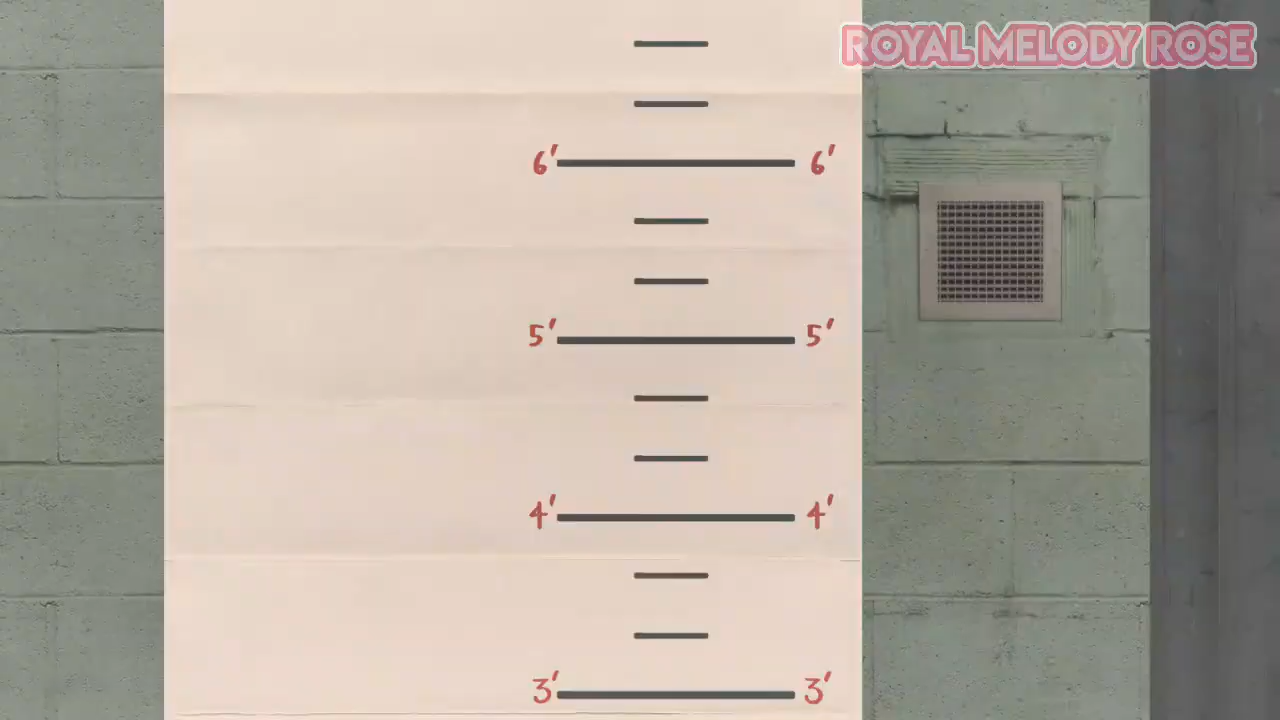 ROYAL MELODY ROSE
6′ 6′
5′ 5′
4′ 4′
3′ 3′